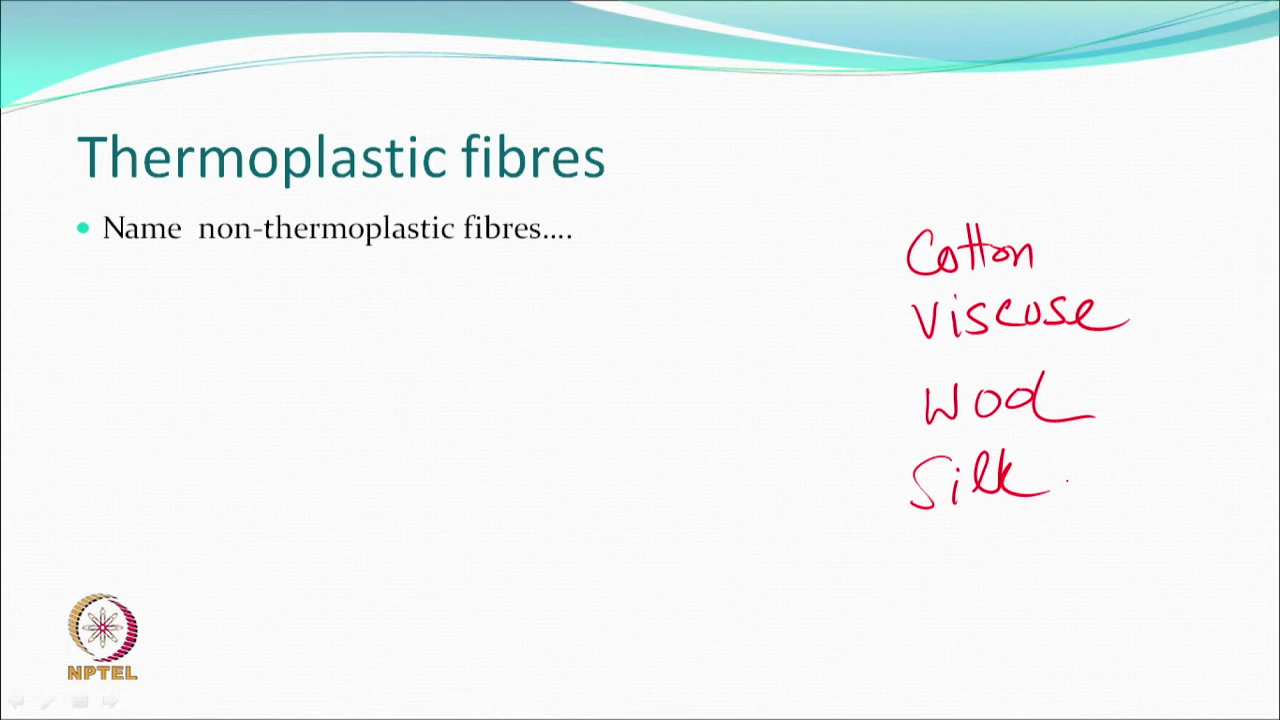 Thermoplastic fibres
Name non-thermoplastic fibres....
Cotton
Viscose
Wool
Silk
NPTEL